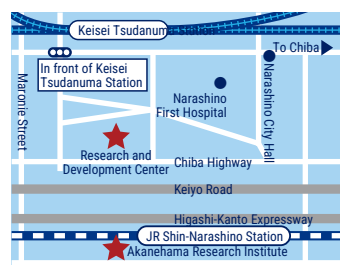 Keisei Tsudanuma Station
To Chiba
In front of Keisei
Tsudanuma Station
Maronie Street
Narashino City Hall
Narashino
First Hospital
Research and
Development Center
Chiba Highway
Keiyo Road
Higashi-Kanto Expressway
JR Shin-Narashino Station
Akanehama Research Institute